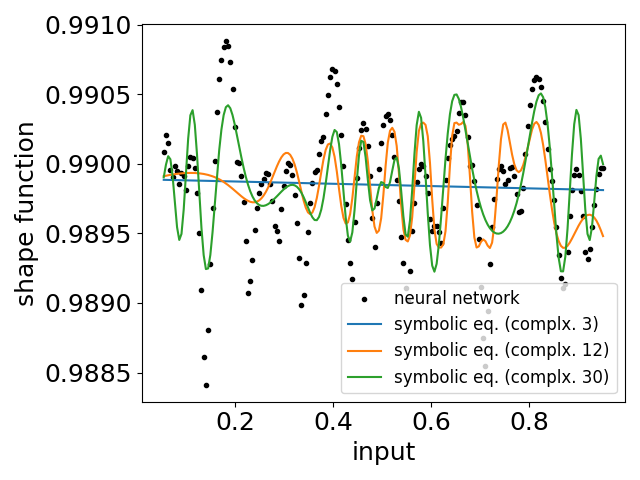 0.9910
0.9905
0.9900
0.9895
0.9890
0.9885
shape function
neural network
symbolic eq. (complx. 3)
symbolic eq. (complx. 12)
symbolic eq. (complx. 30)
0.2 0.4 0.6 0.8
input